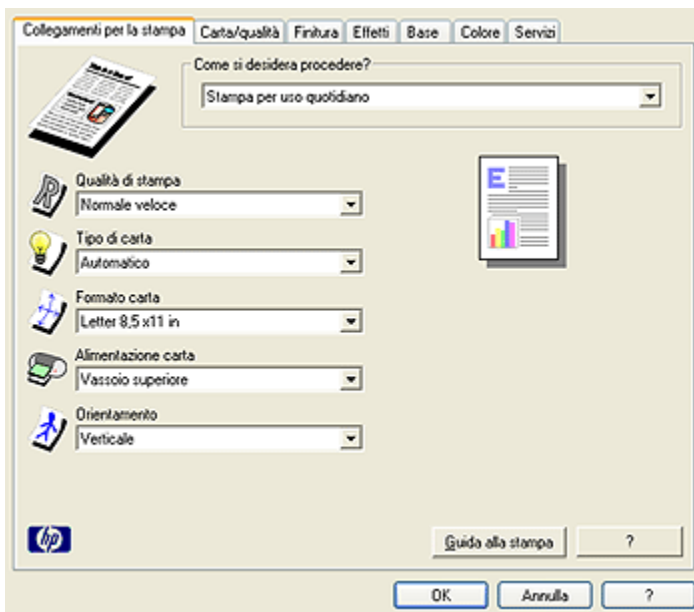 Collegamenti per la stampa Carta/qualità Finitura Effetti Base Colore Servizi
Come si desidera procedere?
Stampa per uso quotidiano
Qualità di stampa
Normale veloce
Tipo di carta
Automatico
Formato carta
Letter 8,5 x11 in
Alimentazione carta
Vassoio superiore
Orientamento
Verticale
E
hp
Guida alla stampa ?
OK Annulla ?